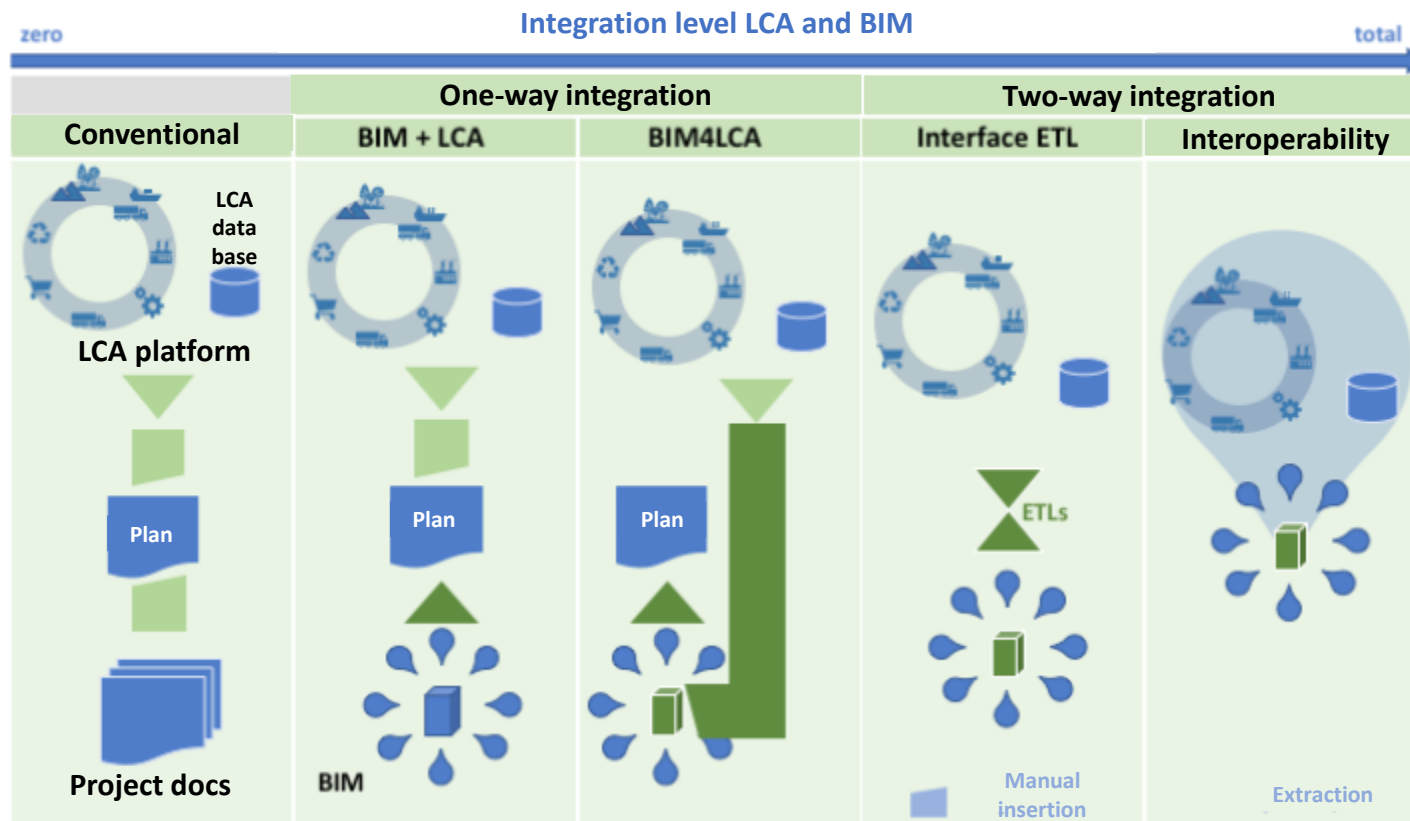 Integration level LCA and BIM
zero
total
One-way integration
Two-way integration
Conventional
BIM + LCA
BIM4LCA
Interface ETL
Interoperability
LCA
data
base
LCA platform
Plan
Plan
Plan
ETLs
Project docs
BIM
Manual
insertion
Extraction